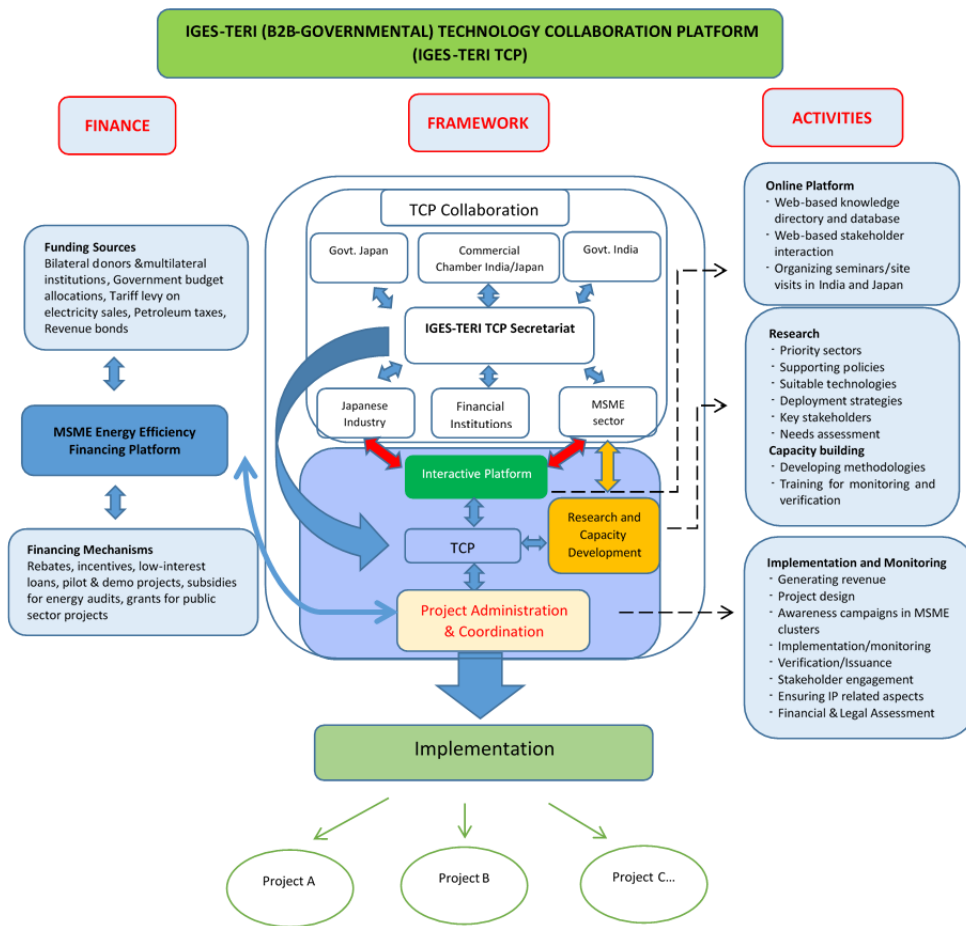 IGES-TERI (B2B-GOVERNMENTAL) TECHNOLOGY COLLABORATION PLATFORM
(IGES-TERI TCP)
FINANCE
FRAMEWORK
ACTIVITIES
Funding Sources
Bilateral donors &multilateral
institutions, Government budget
allocations, Tariff levy on
electricity sales, Petroleum taxes,
Revenue bonds
MSME Energy Efficiency
Financing Platform
Financing Mechanisms
Rebates, incentives, low-interest
loans, pilot & demo projects, subsidies
for energy audits, grants for public
sector projects
TCP Collaboration
Govt. Japan
Commercial
Chamber India/Japan
Govt. India
IGES-TERI TCP Secretariat
Japanese
Industry
Financial
Institutions
MSME
sector
Interactive Platform
TCP
Research and
Capacity
Development
Project Administration
& Coordination
Implementation
Project A
Project B
Project C...
Online Platform
- Web-based knowledge
directory and database
- Web-based stakeholder
interaction
- Organizing seminars/site
visits in India and Japan
Research
- Priority sectors
- Supporting policies
- Suitable technologies
- Deployment strategies
- Key stakeholders
- Needs assessment
Capacity building
- Developing methodologies
- Training for monitoring and
verification
Implementation and Monitoring
- Generating revenue
- Project design
- Awareness campaigns in MSME
clusters
- Implementation/monitoring
- Verification/Issuance
- Stakeholder engagement
- Ensuring IP related aspects
- Financial & Legal Assessment